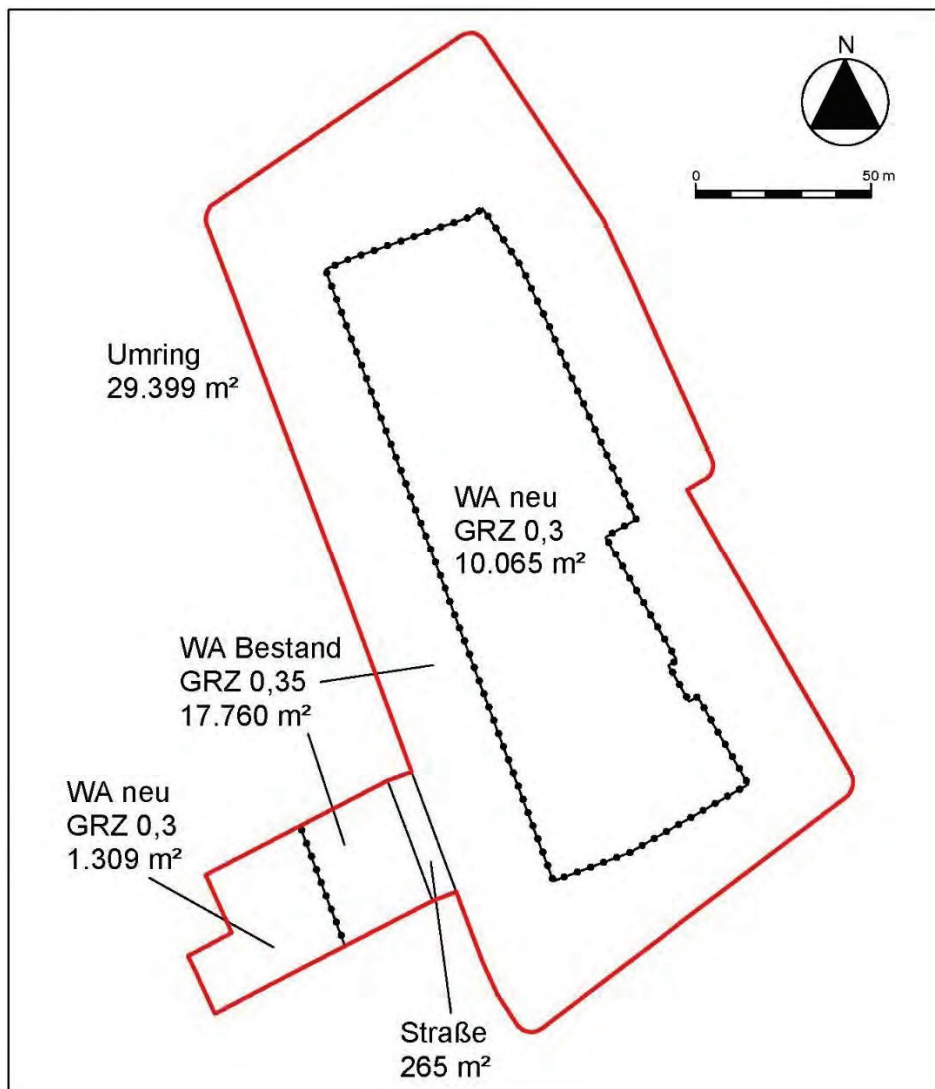 N
0 50 m
Umring
29.399 m²
WA neu
GRZ 0,3
10.065 m²
WA Bestand
GRZ 0,35
17.760 m²
WA neu
GRZ 0,3
1.309 m²
Straße
265 m²